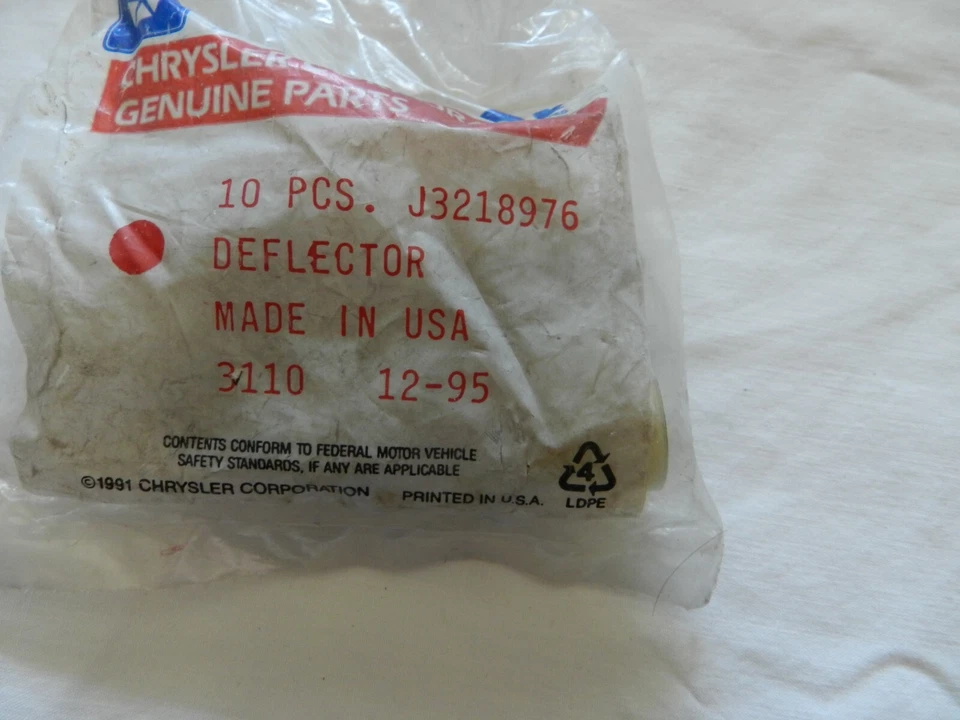 CHRYSLER
GENUINE PARTS
10 PCS. J3218976
DEFLECTOR
MADE IN USA
3110 12-95
CONTENTS CONFORM TO FEDERAL MOTOR VEHICLE
SAFETY STANDARDS, IF ANY ARE APPLICABLE
©1991 CHRYSLER CORPORATION PRINTED IN U.S.A.
4
LDPE